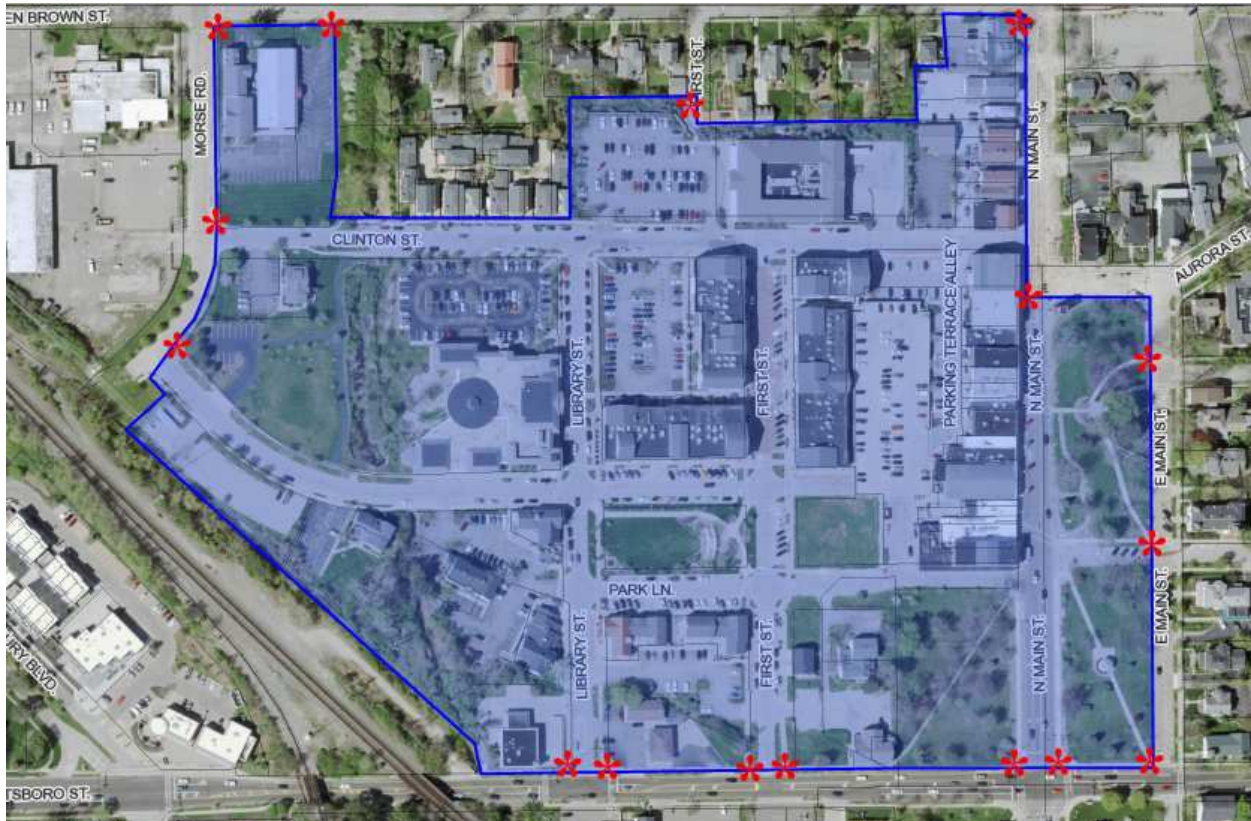 EN BROWN ST.
MORSE RD.
FIRST ST.
N MAIN ST.
CLINTON ST.
AURORA ST.
PARKING TERRACE ALLEY
LIBRARY ST.
FIRST ST.
N MAIN ST.
E MAIN ST.
PARK LN.
E MAIN ST.
LIBRARY ST.
FIRST ST.
N MAIN ST.
URY BLVD.
TSBORO ST.